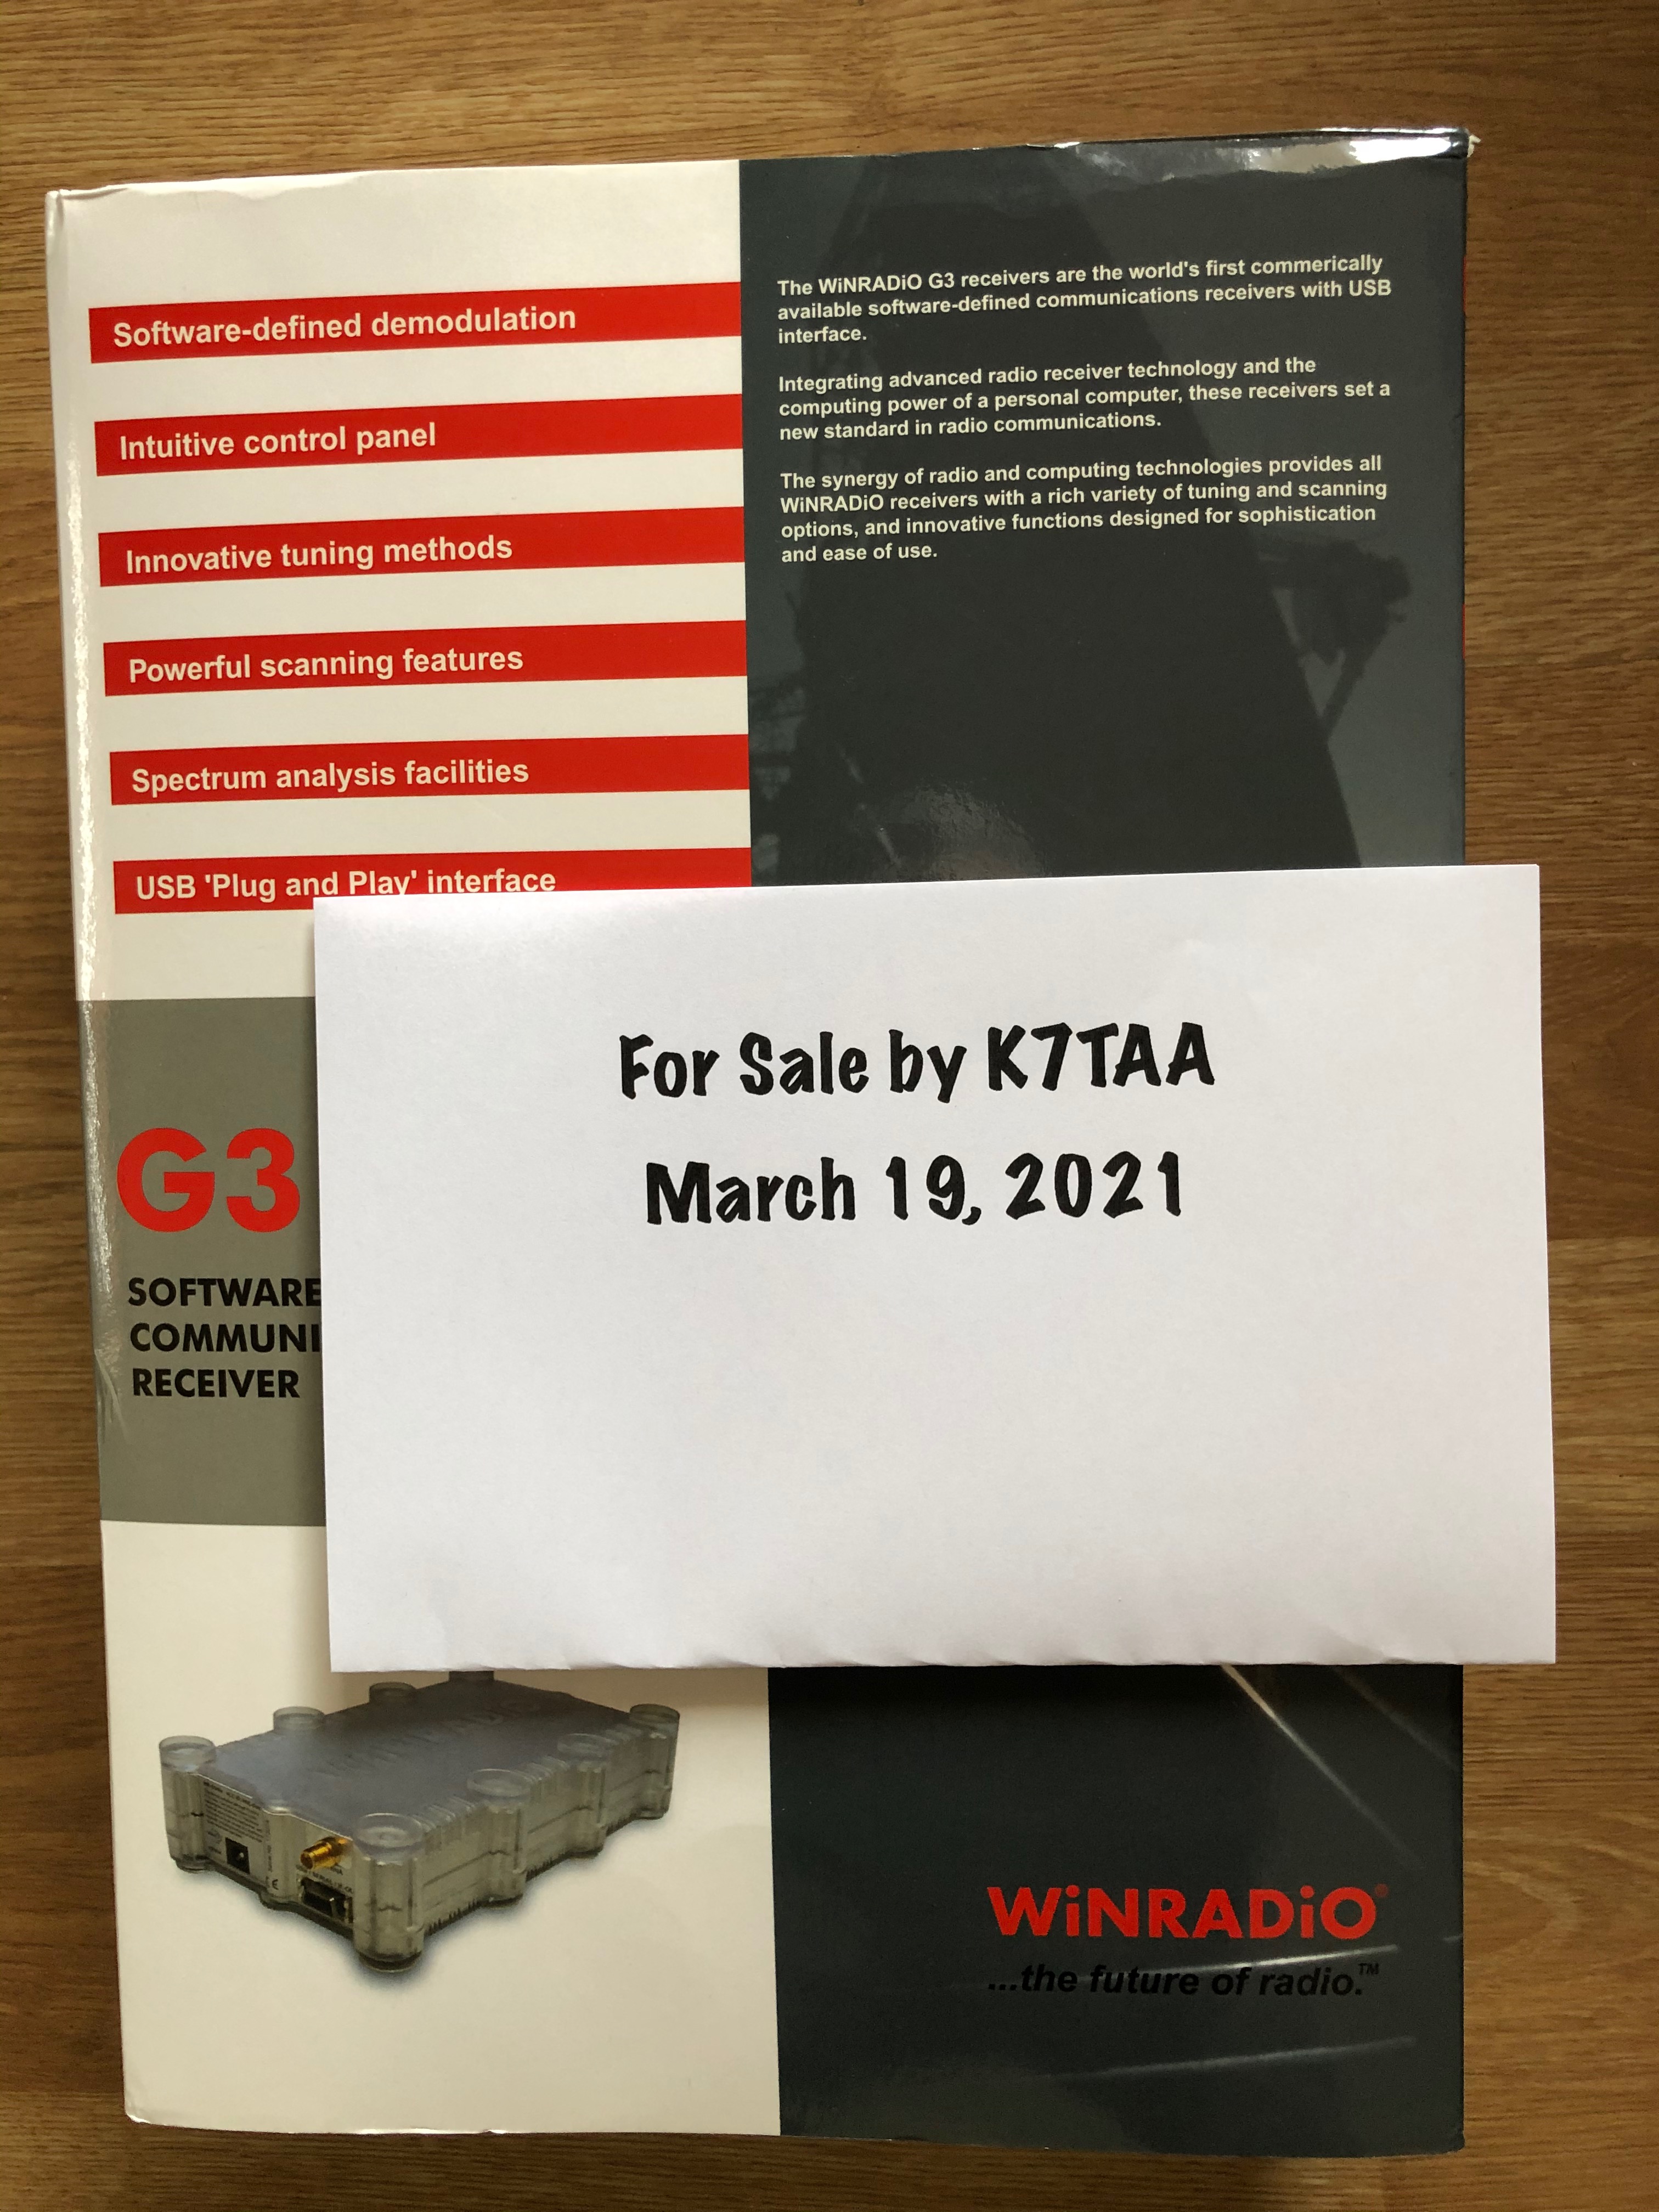 Software-defined demodulation
Intuitive control panel
Innovative tuning methods
Powerful scanning features
Spectrum analysis facilities
USB 'Plug and Play' interface
The WiNRADiO G3 receivers are the world's first commerically
available software-defined communications receivers with USB
interface.
Integrating advanced radio receiver technology and the
computing power of a personal computer, these receivers set a
new standard in radio communications.
The synergy of radio and computing technologies provides all
WiNRADiO receivers with a rich variety of tuning and scanning
options, and innovative functions designed for sophistication
and ease of use.
For Sale by K7TAA
March 19, 2021
G3
SOFTWARE
COMMUNI
RECEIVER
WiNRADiO®
...the future of radio.™